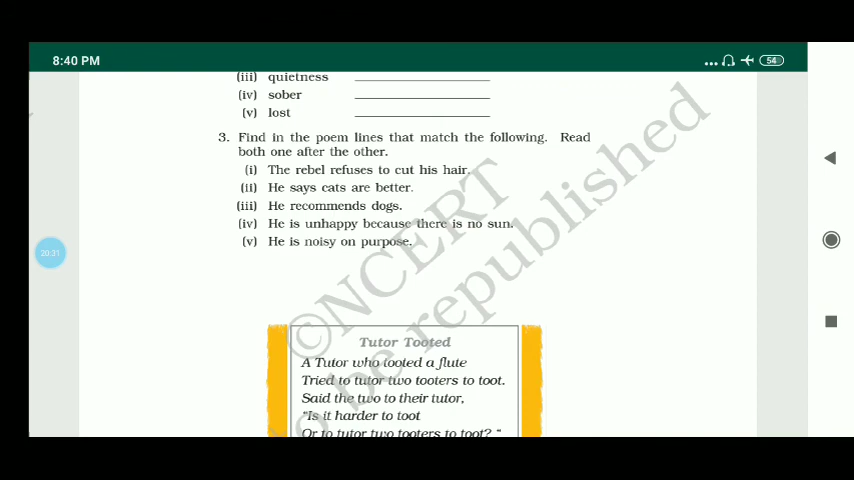 8:40 PM
54
(iii) quietness
(iv) sober
(v) lost
3. Find in the poem lines that match the following. Read
both one after the other.
(i) The rebel refuses to cut his hair.
(ii) He says cats are better.
(iii) He recommends dogs.
(iv) He is unhappy because there is no sun.
(v) He is noisy on purpose.
20:31
©NCERT
o be republished
Tutor Tooted
A Tutor who tooted a flute
Tried to tutor two tooters to toot.
Said the two to their tutor,
"Is it harder to toot
Or to tutor two tooters to toot? "